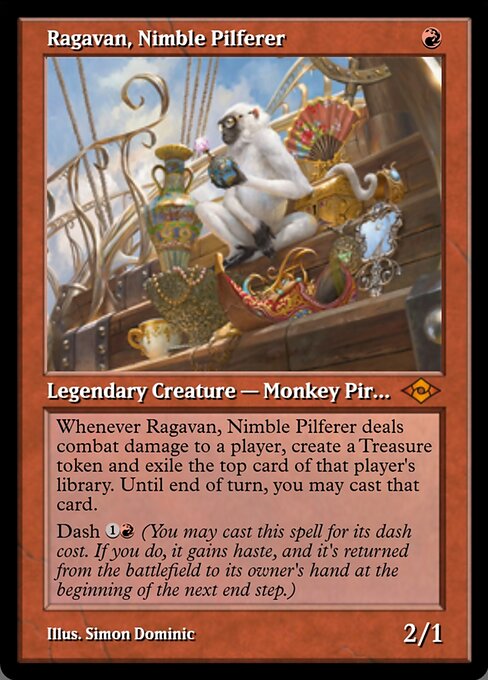 Ragavan, Nimble Pilferer
Legendary Creature — Monkey Pir...
Whenever Ragavan, Nimble Pilferer deals
combat damage to a player, create a Treasure
token and exile the top card of that player's
library. Until end of turn, you may cast that
card.
Dash 1R (You may cast this spell for its dash
cost. If you do, it gains haste, and it's returned
from the battlefield to its owner's hand at the
beginning of the next end step.)
Illus. Simon Dominic
2/1